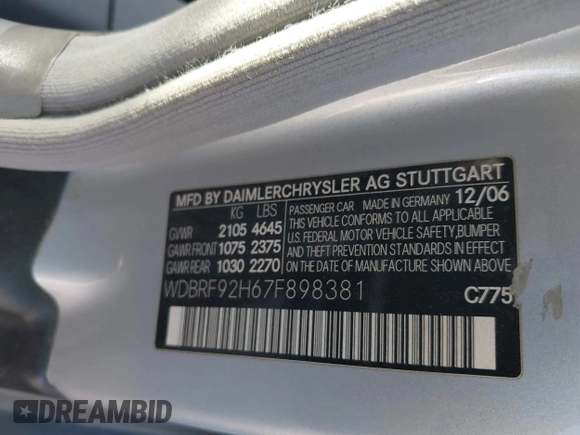 MFD BY DAIMLERCHRYSLER AG STUTTGART
KG LBS
GVWR 2105 4645
GAWR FRONT 1075 2375
GAWR REAR 1030 2270
PASSENGER CAR MADE IN GERMANY 12/06
THIS VEHICLE CONFORMS TO ALL APPLICABLE
U.S. FEDERAL MOTOR VEHICLE SAFETY,BUMPER
AND THEFT PREVENTION STANDARDS IN EFFECT
ON THE DATE OF MANUFACTURE SHOWN ABOVE.
WDBRF92H67F898381
C775
DREAMBID